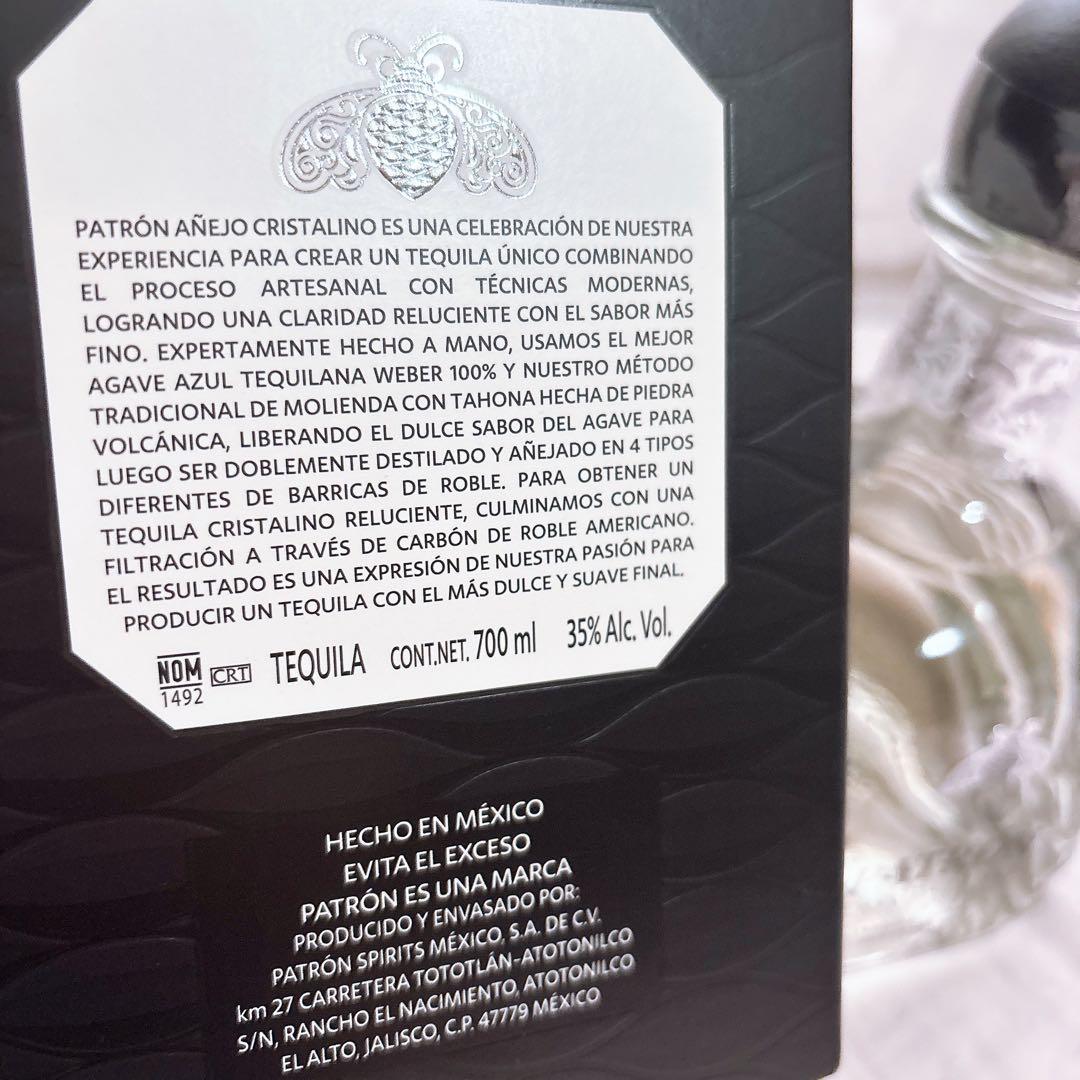 PATRÓN AÑEJO CRISTALINO ES UNA CELEBRACIÓN DE NUESTRA
EXPERIENCIA PARA CREAR UN TEQUILA ÚNICO COMBINANDO
EL PROCESO ARTESANAL CON TÉCNICAS MODERNAS,
LOGRANDO UNA CLARIDAD RELUCIENTE CON EL SABOR MÁS
FINO. EXPERTAMENTE HECHO A MANO, USAMOS EL MEJOR
AGAVE AZUL TEQUILANA WEBER 100% Y NUESTRO MÉTODO
TRADICIONAL DE MOLIENDA CON TAHONA HECHA DE PIEDRA
VOLCÁNICA, LIBERANDO EL DULCE SABOR DEL AGAVE PARA
LUEGO SER DOBLEMENTE DESTILADO Y AÑEJADO EN 4 TIPOS
DIFERENTES DE BARRICAS DE ROBLE. PARA OBTENER UN
TEQUILA CRISTALINO RELUCIENTE, CULMINAMOS CON UNA
FILTRACIÓN A TRAVÉS DE CARBÓN DE ROBLE AMERICANO.
EL RESULTADO ES UNA EXPRESIÓN DE NUESTRA PASIÓN PARA
PRODUCIR UN TEQUILA CON EL MÁS DULCE Y SUAVE FINAL.
NOM 1492 CRT TEQUILA CONT.NET. 700 ml 35% Alc. Vol.
HECHO EN MÉXICO
EVITA EL EXCESO
PATRÓN ES UNA MARCA
PRODUCIDO Y ENVASADO POR:
PATRÓN SPIRITS MÉXICO, S.A. DE C.V.
km 27 CARRETERA TOTOTLÁN-ATOTONILCO
S/N, RANCHO EL NACIMIENTO, ATOTONILCO
EL ALTO, JALISCO, C.P. 47779 MÉXICO